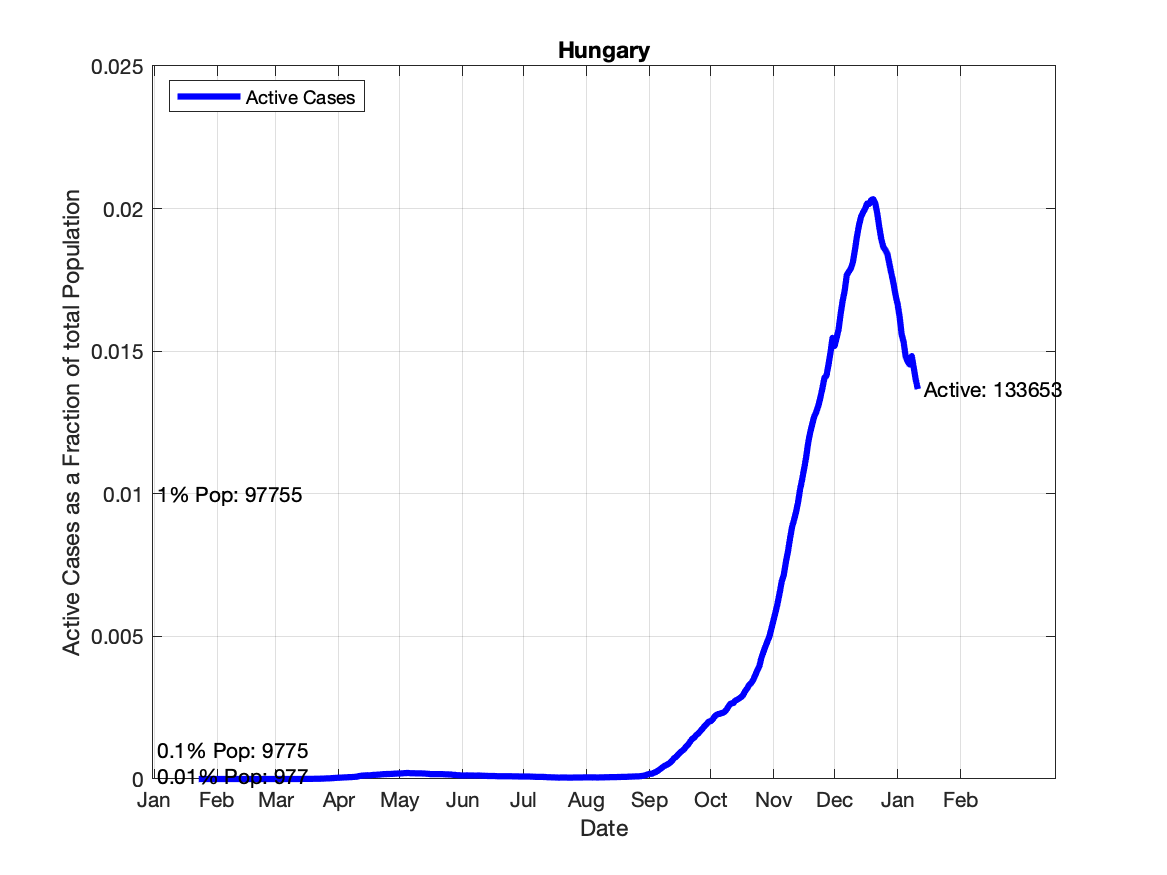 Hungary
0.025
Active Cases
0.02
0.015
Active: 133653
0.01
1% Pop: 97755
0.005
0.1% Pop: 9775
0
0.01% Pop: 977
Jan Feb Mar Apr May Jun Jul Aug Sep Oct Nov Dec Jan Feb
Date
Active Cases as a Fraction of total Population